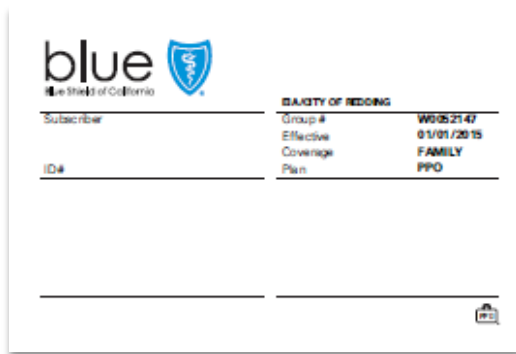 blue
Blue Shield of California
EIA/CITY OF REDDING
Subscriber
Group # W0052147
Effective 01/01/2015
Coverage FAMILY
ID#
Plan PPO
PPO